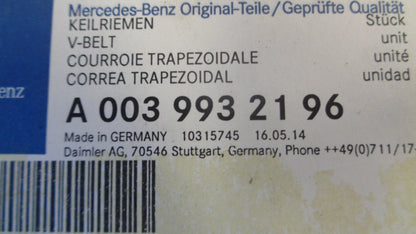 Mercedes-Benz Original-Teile/Geprüfte Qualität
KEILRIEMEN Stück
V-BELT unit
COURROIE TRAPEZOIDALE unité
CORREA TRAPEZOIDAL unidad
enz
A 003 993 21 96
Made in GERMANY 10315745 16.05.14
Daimler AG, 70546 Stuttgart, Germany, Phone ++49(0)711/17-